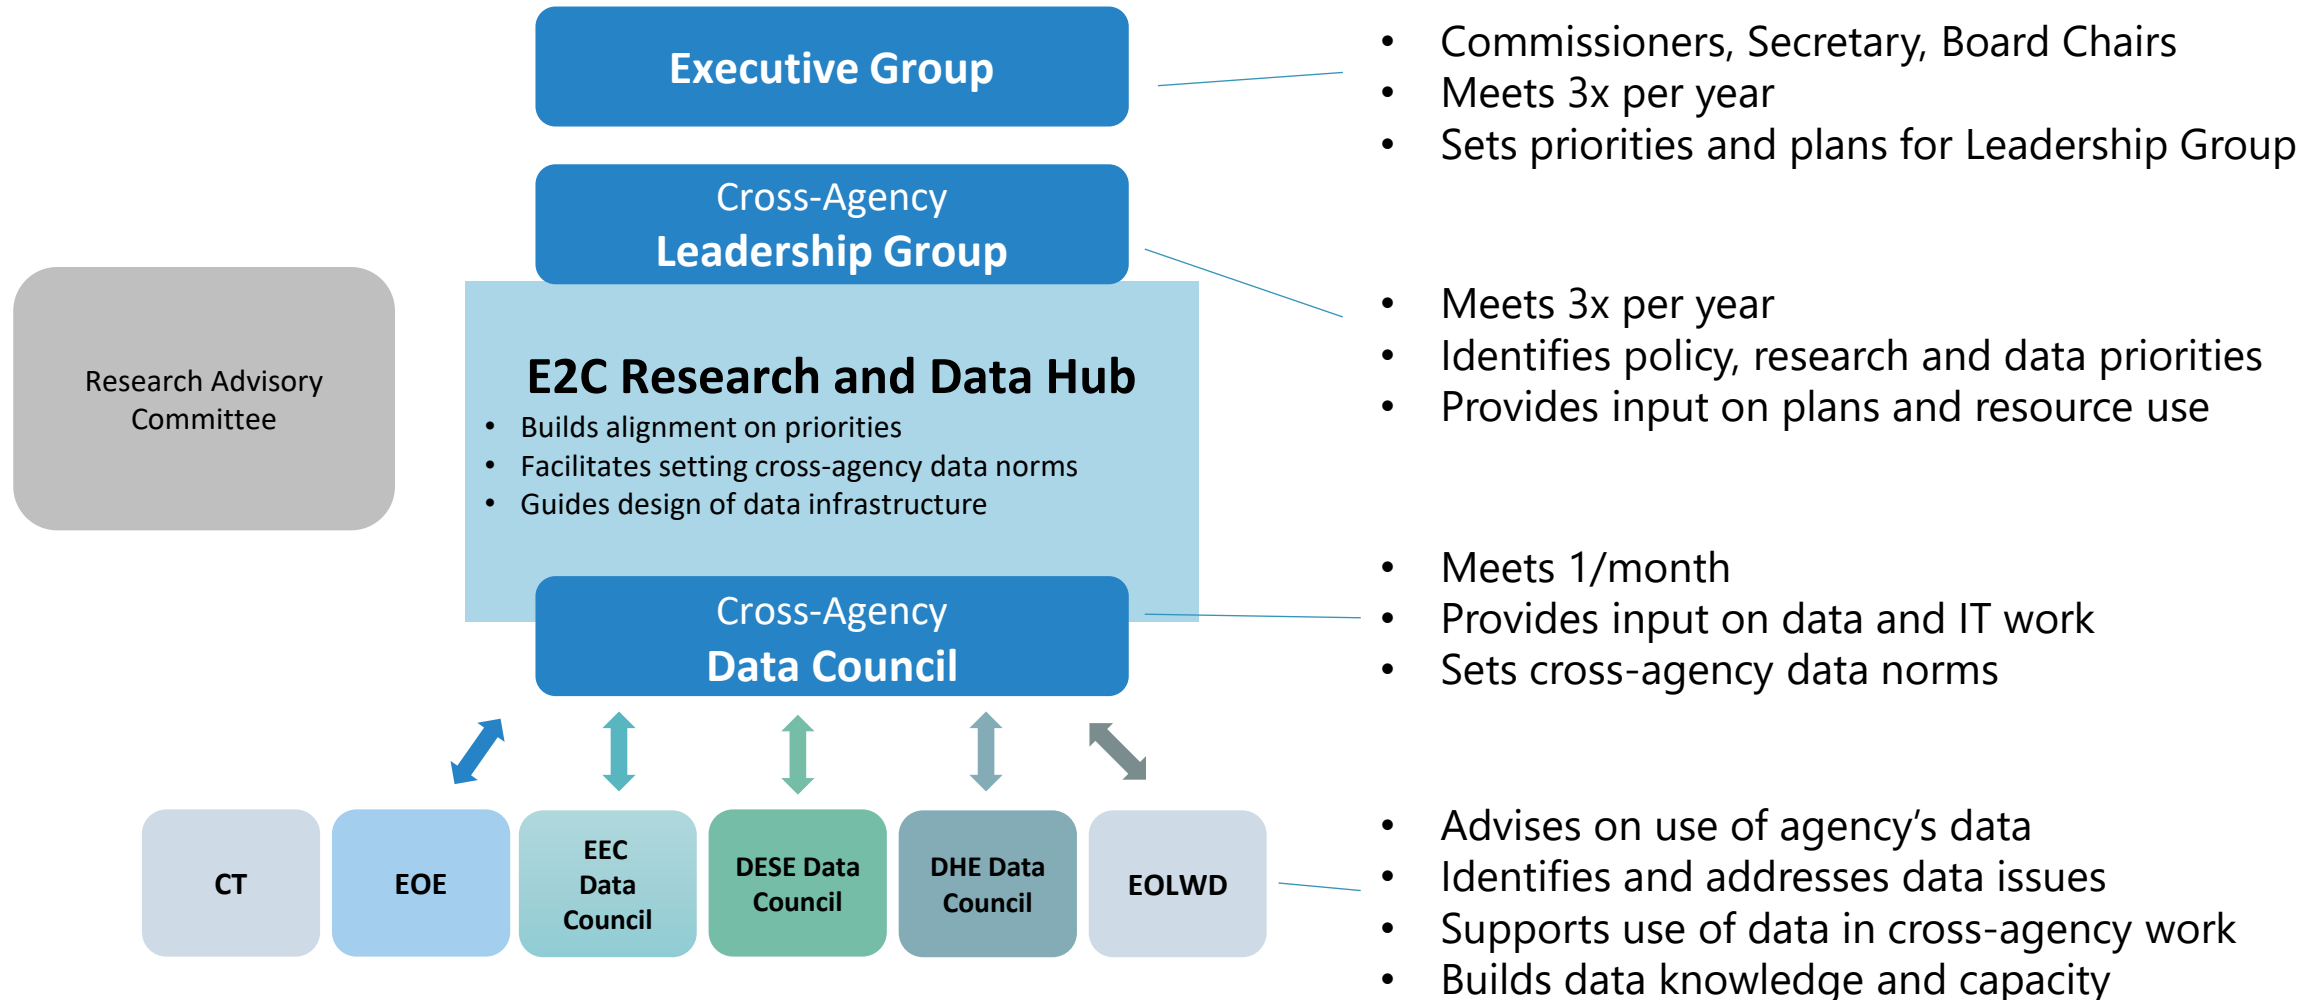 Executive Group
• Commissioners, Secretary, Board Chairs
• Meets 3x per year
• Sets priorities and plans for Leadership Group
Cross-Agency
Leadership Group
• Meets 3x per year
• Identifies policy, research and data priorities
• Provides input on plans and resource use
Research Advisory
Committee
E2C Research and Data Hub
• Builds alignment on priorities
• Facilitates setting cross-agency data norms
• Guides design of data infrastructure
Cross-Agency
Data Council
• Meets 1/month
• Provides input on data and IT work
• Sets cross-agency data norms
CT
EOE
EEC
Data
Council
DESE Data
Council
DHE Data
Council
EOLWD
• Advises on use of agency’s data
• Identifies and addresses data issues
• Supports use of data in cross-agency work
• Builds data knowledge and capacity